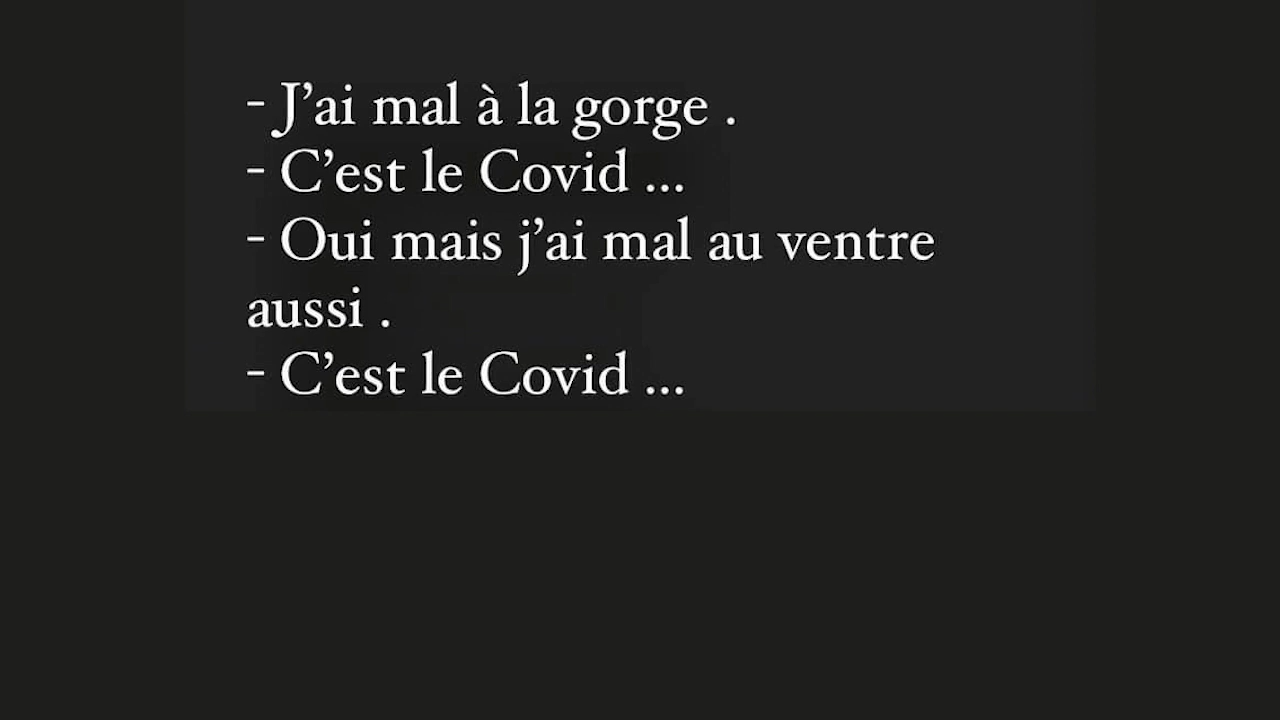 - J’ai mal à la gorge .
- C’est le Covid ...
- Oui mais j’ai mal au ventre
aussi .
- C’est le Covid ...